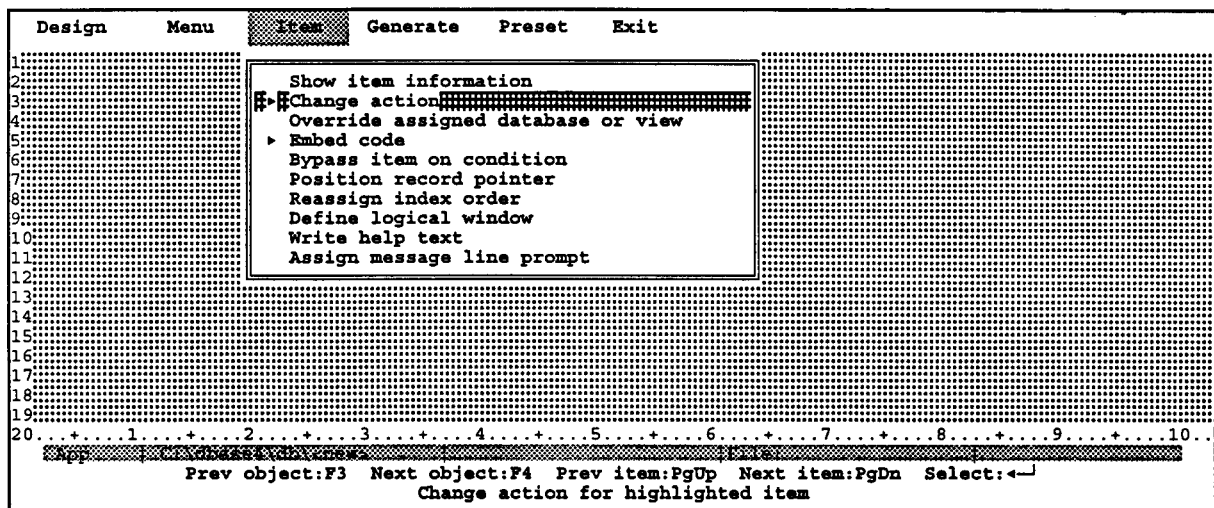 Design Menu Item Generate Preset Exit
1
2 Show item information
3 ► Change action
4 Override assigned database or view
5 ► Embed code
6 Bypass item on condition
7 Position record pointer
8 Reassign index order
9 Define logical window
10 Write help text
11 Assign message line prompt
12
13
14
15
16
17
18
19
20...+....1....+....2....+....3....+....4....+....5....+....6....+....7....+....8....+....9....+....10..
App C:\dbase4\db\ File
Prev object:F3 Next object:F4 Prev item:PgUp Next item:PgDn Select:◄─┘
Change action for highlighted item